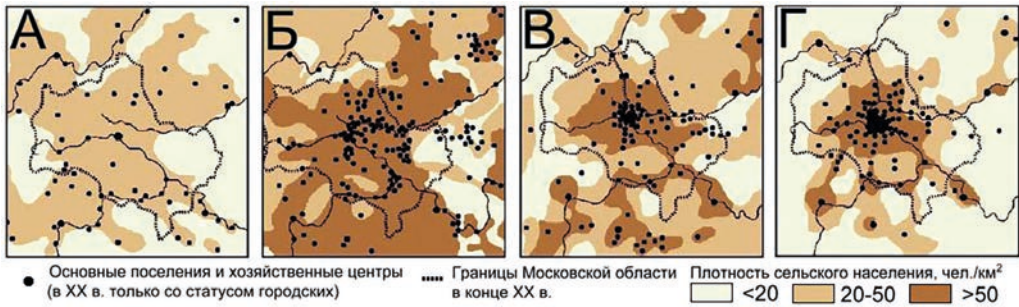 А Б В Г
Основные поселения и хозяйственные центры
(в XX в. только со статусом городских)
Границы Московской области
в конце XX в.
Плотность сельского населения, чел./км²
<20 20-50 >50